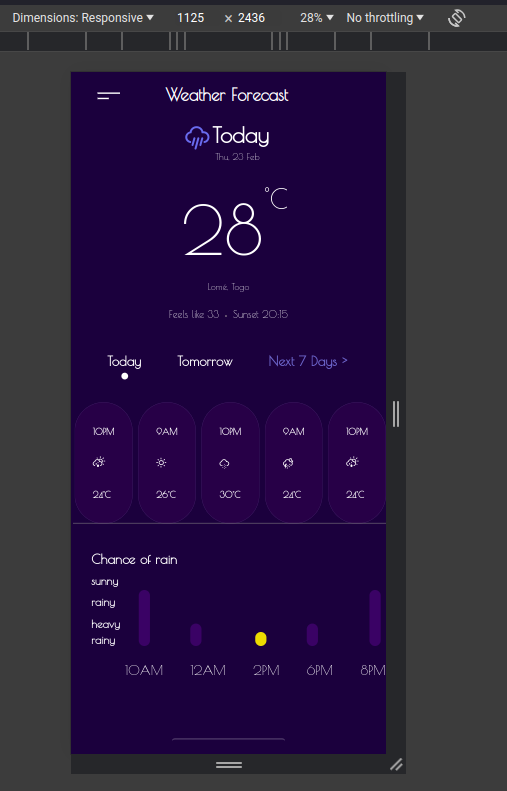 Dimensions: Responsive 1125 × 2436 28% No throttling
Weather Forecast
Today
Thu, 23 Feb
28°C
Lomé, Togo
Feels like 33 • Sunset 20:15
Today Tomorrow Next 7 Days >
10PM 9AM 10PM 9AM 10PM
24°C 26°C 30°C 24°C 24°C
Chance of rain
sunny
rainy
heavy
rainy
10AM 12AM 2PM 6PM 8PM